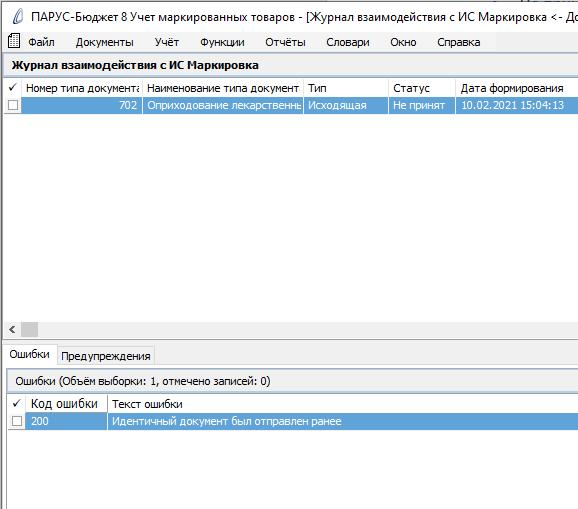 ПАРУС-Бюджет 8 Учет маркированных товаров - [Журнал взаимодействия с ИС Маркировка <- До
Файл Документы Учёт Функции Отчёты Словари Окно Справка
Журнал взаимодействия с ИС Маркировка
Номер типа документа Наименование типа документ Тип Статус Дата формирования
702 Оприходование лекарственны Исходящая Не принят 10.02.2021 15:04:13
Ошибки Предупреждения
Ошибки (Объём выборки: 1, отмечено записей: 0)
Код ошибки Текст ошибки
200 Идентичный документ был отправлен ранее